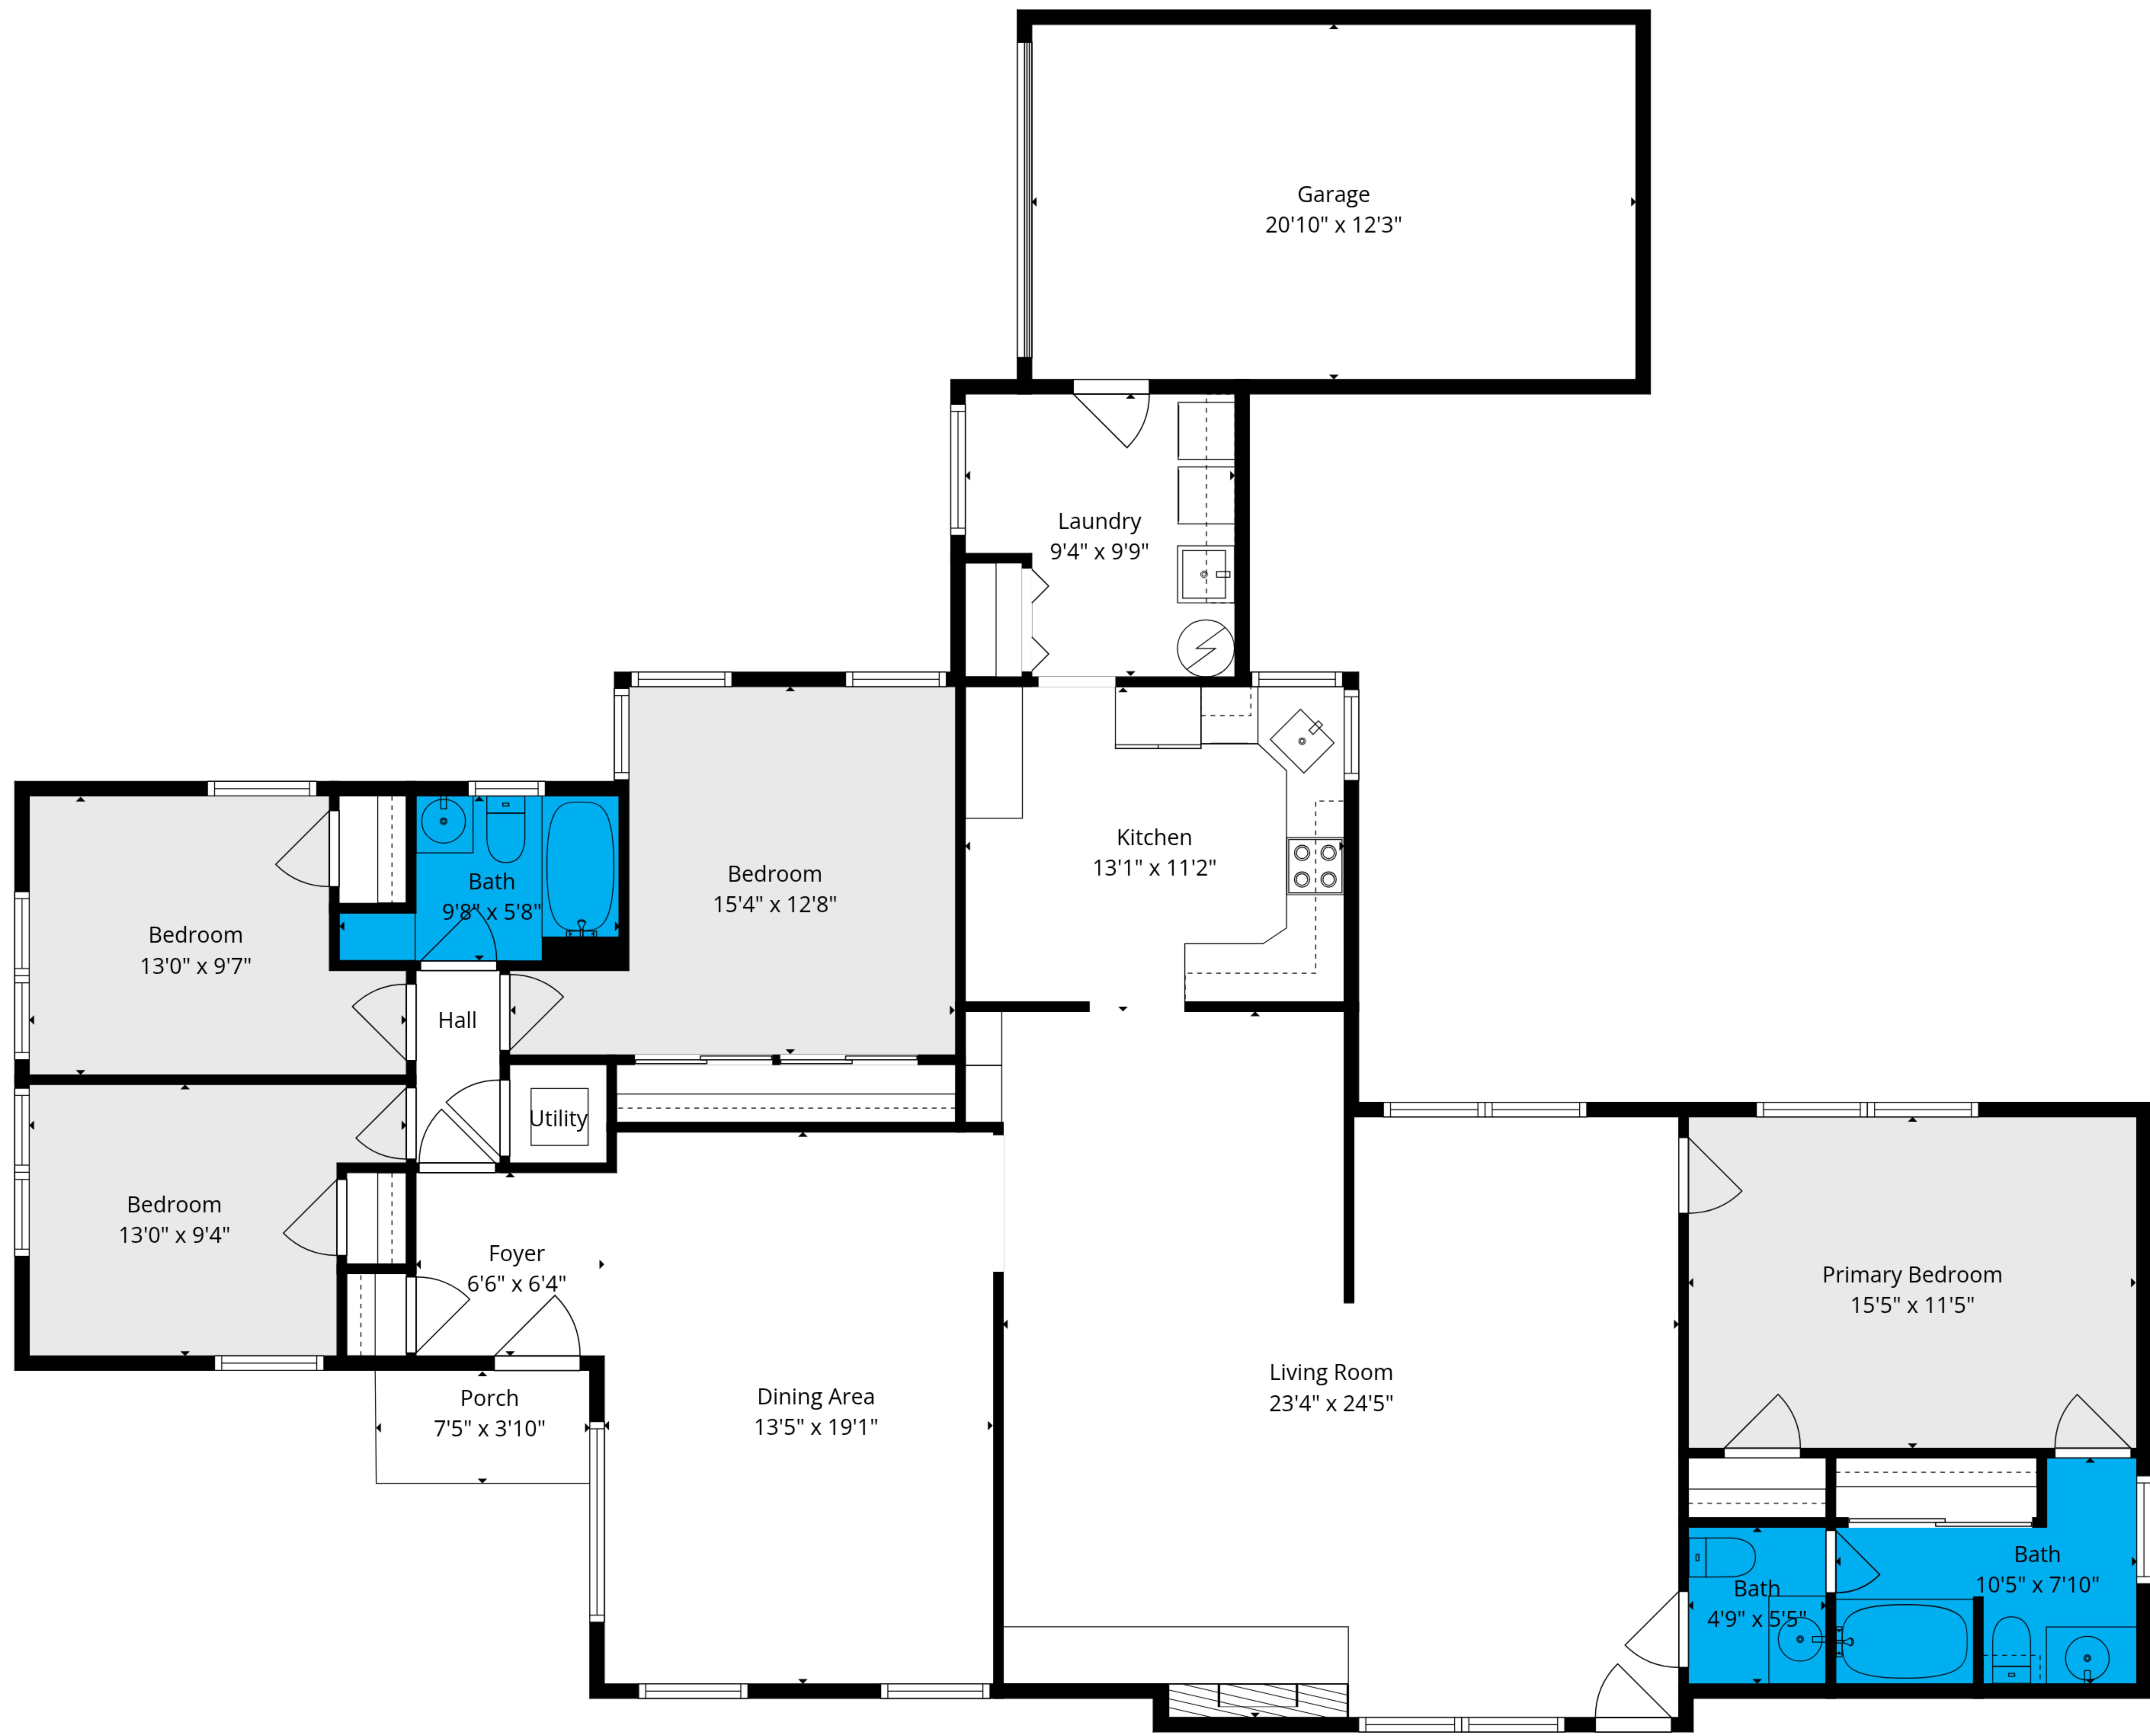 Garage
20'10" x 12'3"
Laundry
9'4" x 9'9"
Kitchen
13'1" x 11'2"
Bedroom
15'4" x 12'8"
Bath
9'8" x 5'8"
Bedroom
13'0" x 9'7"
Hall
Utility
Bedroom
13'0" x 9'4"
Foyer
6'6" x 6'4"
Porch
7'5" x 3'10"
Dining Area
13'5" x 19'1"
Living Room
23'4" x 24'5"
Primary Bedroom
15'5" x 11'5"
Bath
10'5" x 7'10"
Bath
4'9" x 5'5"